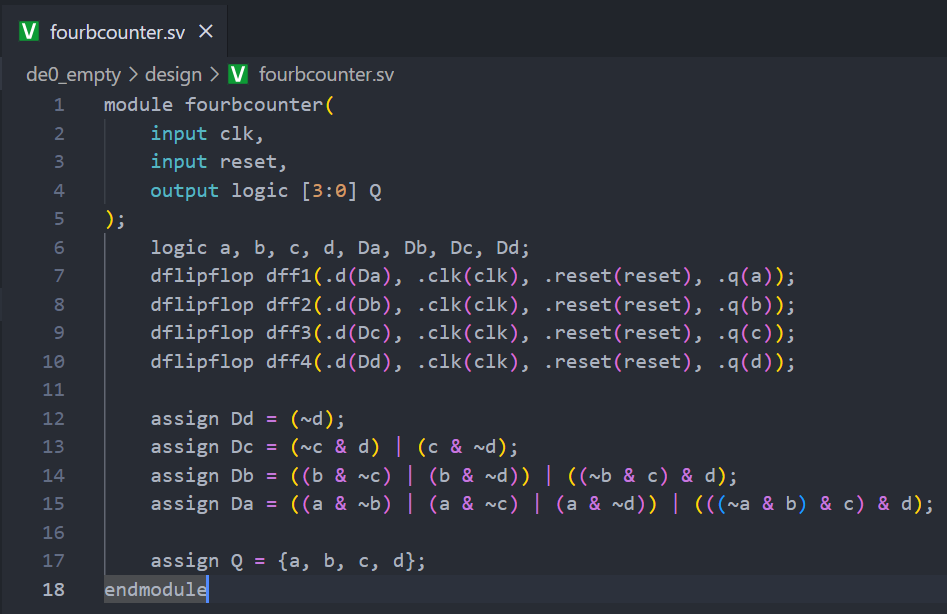 V fourbcounter.sv ×
de0_empty > design > V fourbcounter.sv
1 module fourbcounter(
2     input clk,
3     input reset,
4     output logic [3:0] Q
5 );
6     logic a, b, c, d, Da, Db, Dc, Dd;
7     dflipflop dff1(.d(Da), .clk(clk), .reset(reset), .q(a));
8     dflipflop dff2(.d(Db), .clk(clk), .reset(reset), .q(b));
9     dflipflop dff3(.d(Dc), .clk(clk), .reset(reset), .q(c));
10     dflipflop dff4(.d(Dd), .clk(clk), .reset(reset), .q(d));
11
12     assign Dd = (~d);
13     assign Dc = (~c & d) | (c & ~d);
14     assign Db = ((b & ~c) | (b & ~d)) | ((~b & c) & d);
15     assign Da = ((a & ~b) | (a & ~c) | (a & ~d)) | (((~a & b) & c) & d);
16
17     assign Q = {a, b, c, d};
18 endmodule